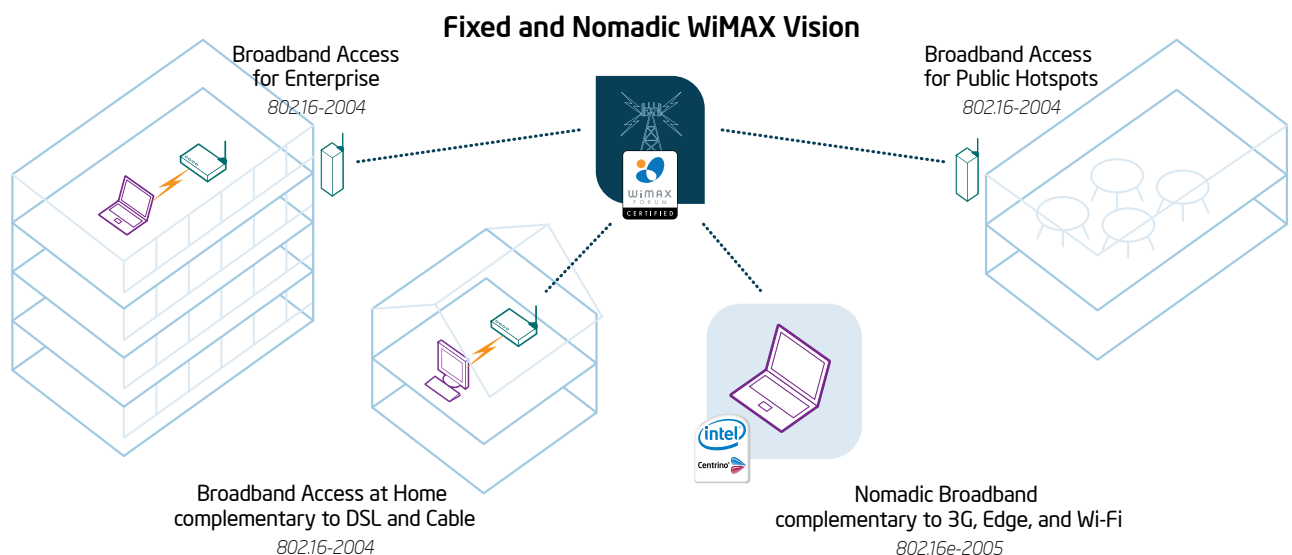 Fixed and Nomadic WiMAX Vision
Broadband Access
for Enterprise
802.16-2004
Broadband Access
for Public Hotspots
802.16-2004
WiMAX
FORUM
CERTIFIED
intel
Centrino
Broadband Access at Home
complementary to DSL and Cable
802.16-2004
Nomadic Broadband
complementary to 3G, Edge, and Wi-Fi
802.16e-2005